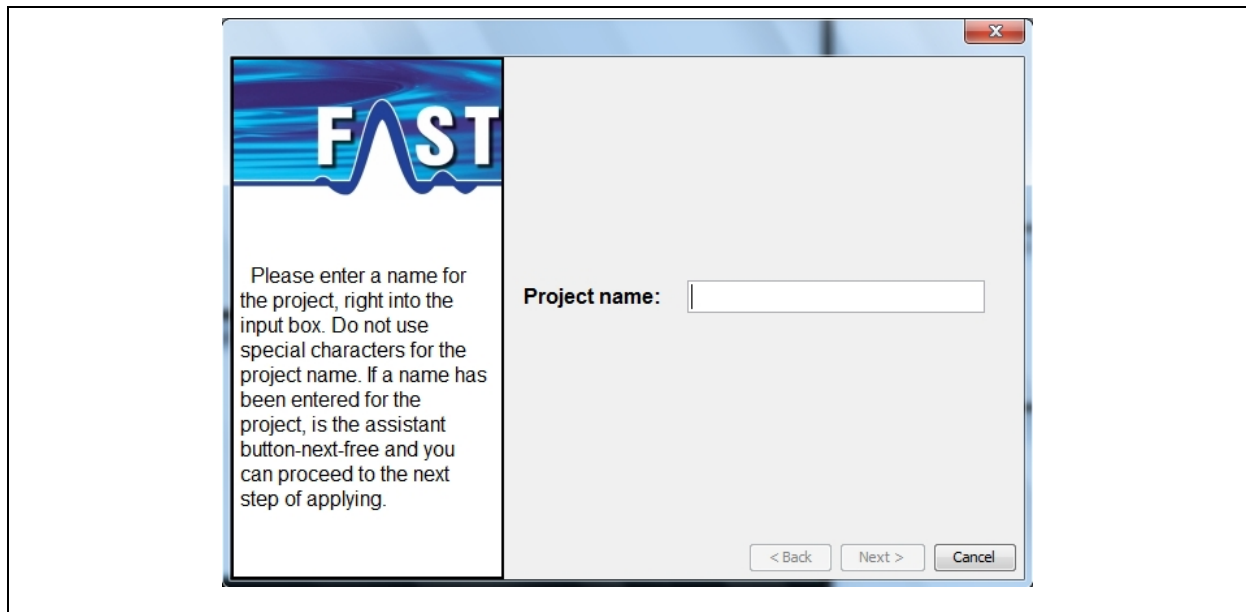 FAST
Please enter a name for
the project, right into the
input box. Do not use
special characters for the
project name. If a name has
been entered for the
project, is the assistant
button-next-free and you
can proceed to the next
step of applying.
Project name:
< Back Next > Cancel